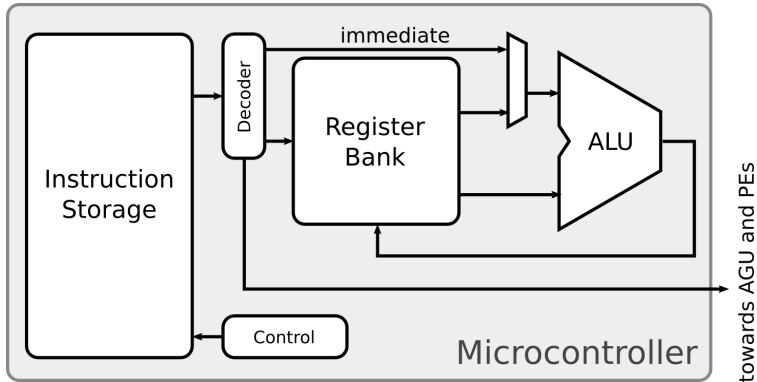 immediate
Decoder
Register
Bank
ALU
Instruction
Storage
Control
Microcontroller
towards AGU and PEs